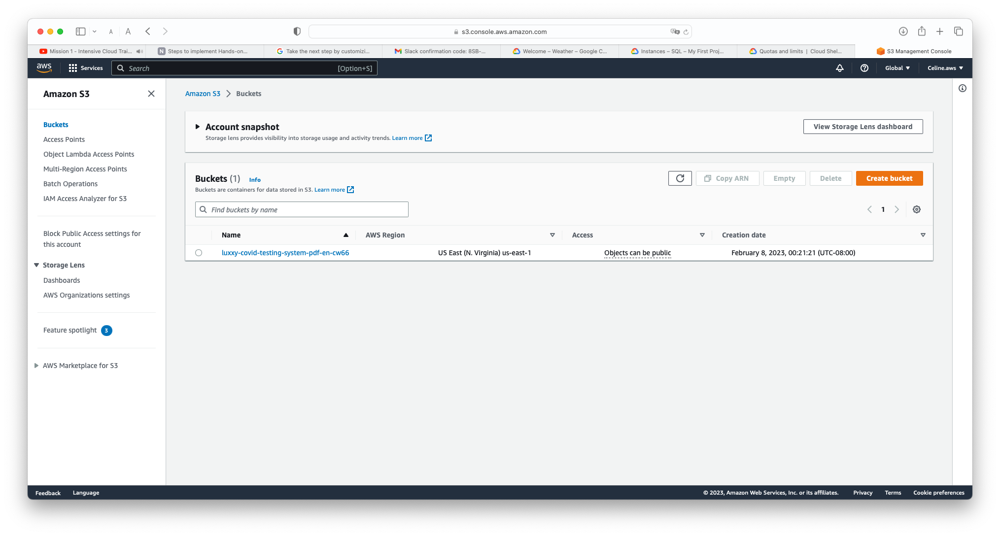 A A
s3.console.aws.amazon.com
Mission 1 - Intensive Cloud Trai...
N Steps to implement Hands-on...
G Take the next step by customizi...
Slack confirmation code: 8SB-...
Welcome – Weather – Google C...
Instances – SQL – My First Proj...
Quotas and limits | Cloud Shel...
S3 Management Console
aws Services Search [Option+S] Global Celine.aws
Amazon S3
Buckets
Access Points
Object Lambda Access Points
Multi-Region Access Points
Batch Operations
IAM Access Analyzer for S3
Block Public Access settings for
this account
Storage Lens
Dashboards
AWS Organizations settings
Feature spotlight 3
AWS Marketplace for S3
Amazon S3 Buckets
Account snapshot
Storage lens provides visibility into storage usage and activity trends. Learn more
View Storage Lens dashboard
Buckets (1) Info
Buckets are containers for data stored in S3. Learn more
Copy ARN Empty Delete Create bucket
Find buckets by name
1
Name AWS Region Access Creation date
luxxy-covid-testing-system-pdf-en-cw66 US East (N. Virginia) us-east-1 Objects can be public February 8, 2023, 00:21:21 (UTC-08:00)
Feedback Language © 2023, Amazon Web Services, Inc. or its affiliates. Privacy Terms Cookie preferences